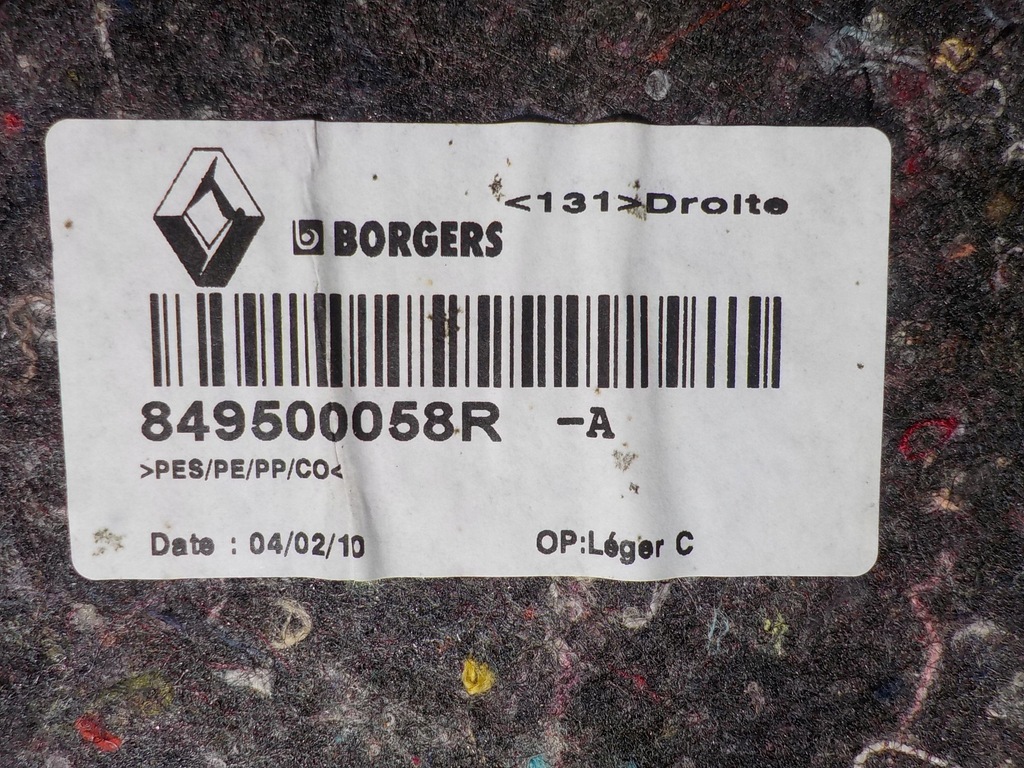 <131>Droite
BORGERS
849500058R -A
>PES/PE/PP/CO<
Date : 04/02/10 OP:Léger C